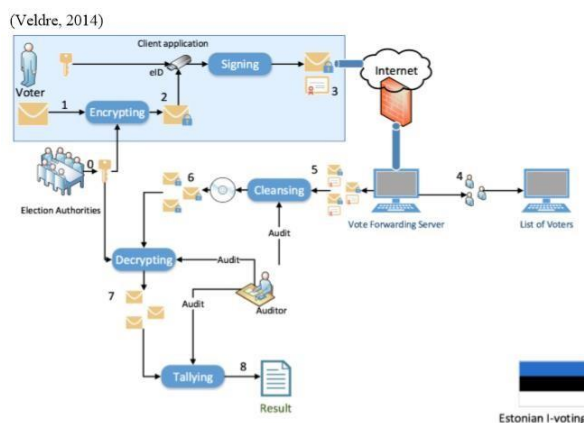 (Veldre, 2014)
Client application
eID
Signing
Internet
Voter
1
Encrypting
2
3
0
Election Authorities
6
Cleansing
5
4
Vote Forwarding Server
List of Voters
Audit
Decrypting
Audit
7
Audit
Auditor
Tallying
8
Result
Estonian I-voting